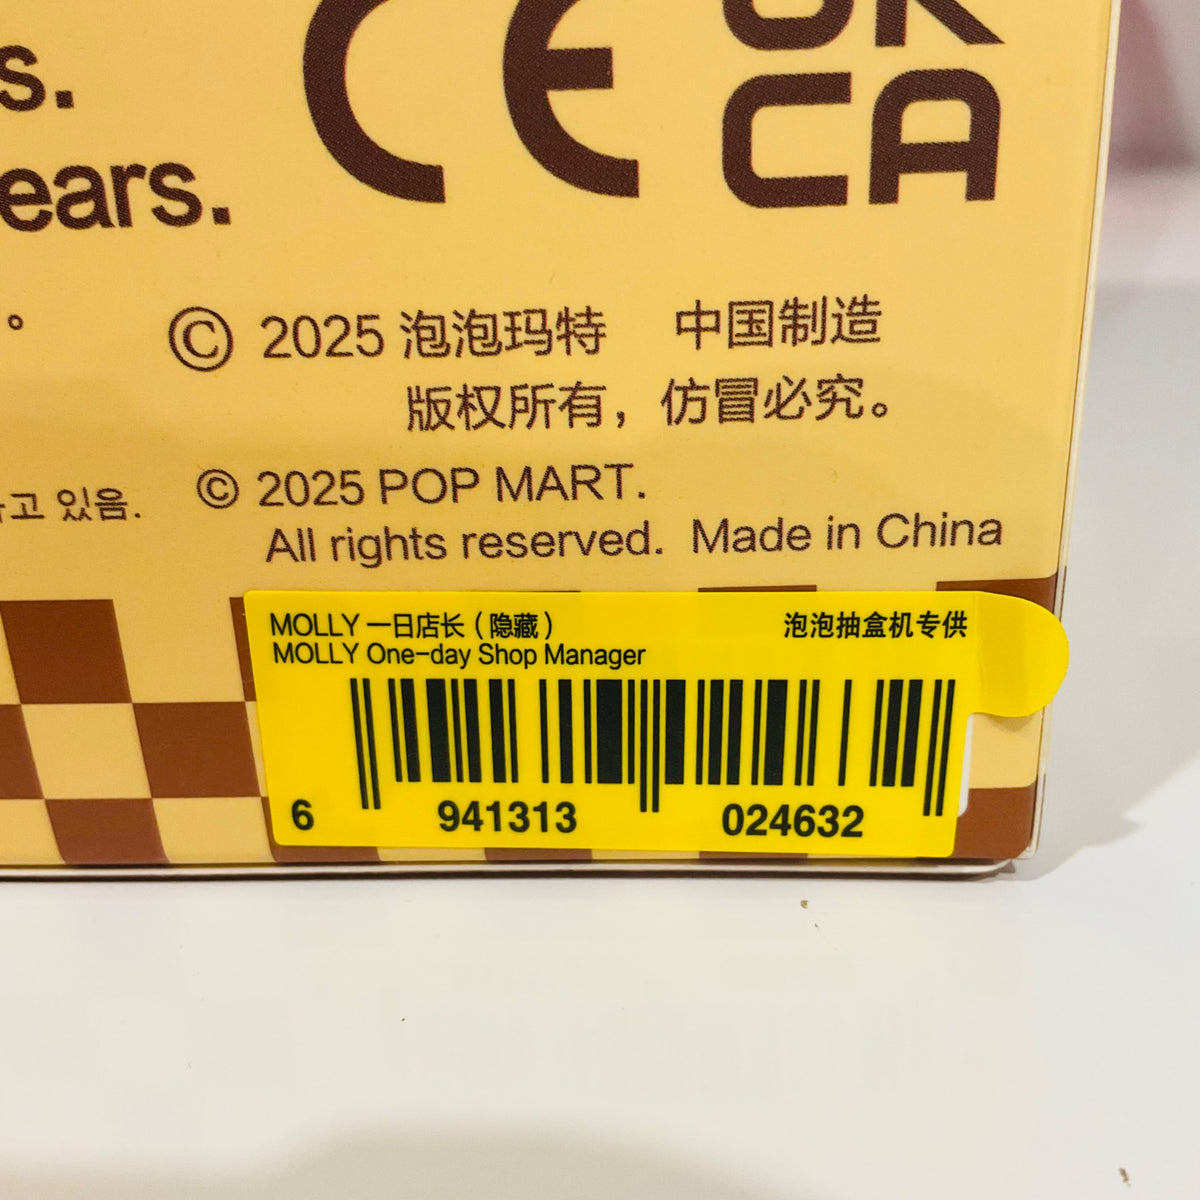 s.
ears.
CE
UK
CA
。
© 2025 泡泡玛特 中国制造
版权所有，仿冒必究。
고 있음.
© 2025 POP MART.
All rights reserved. Made in China
MOLLY 一日店长（隐藏） 泡泡抽盒机专供
MOLLY One-day Shop Manager
6 941313 024632